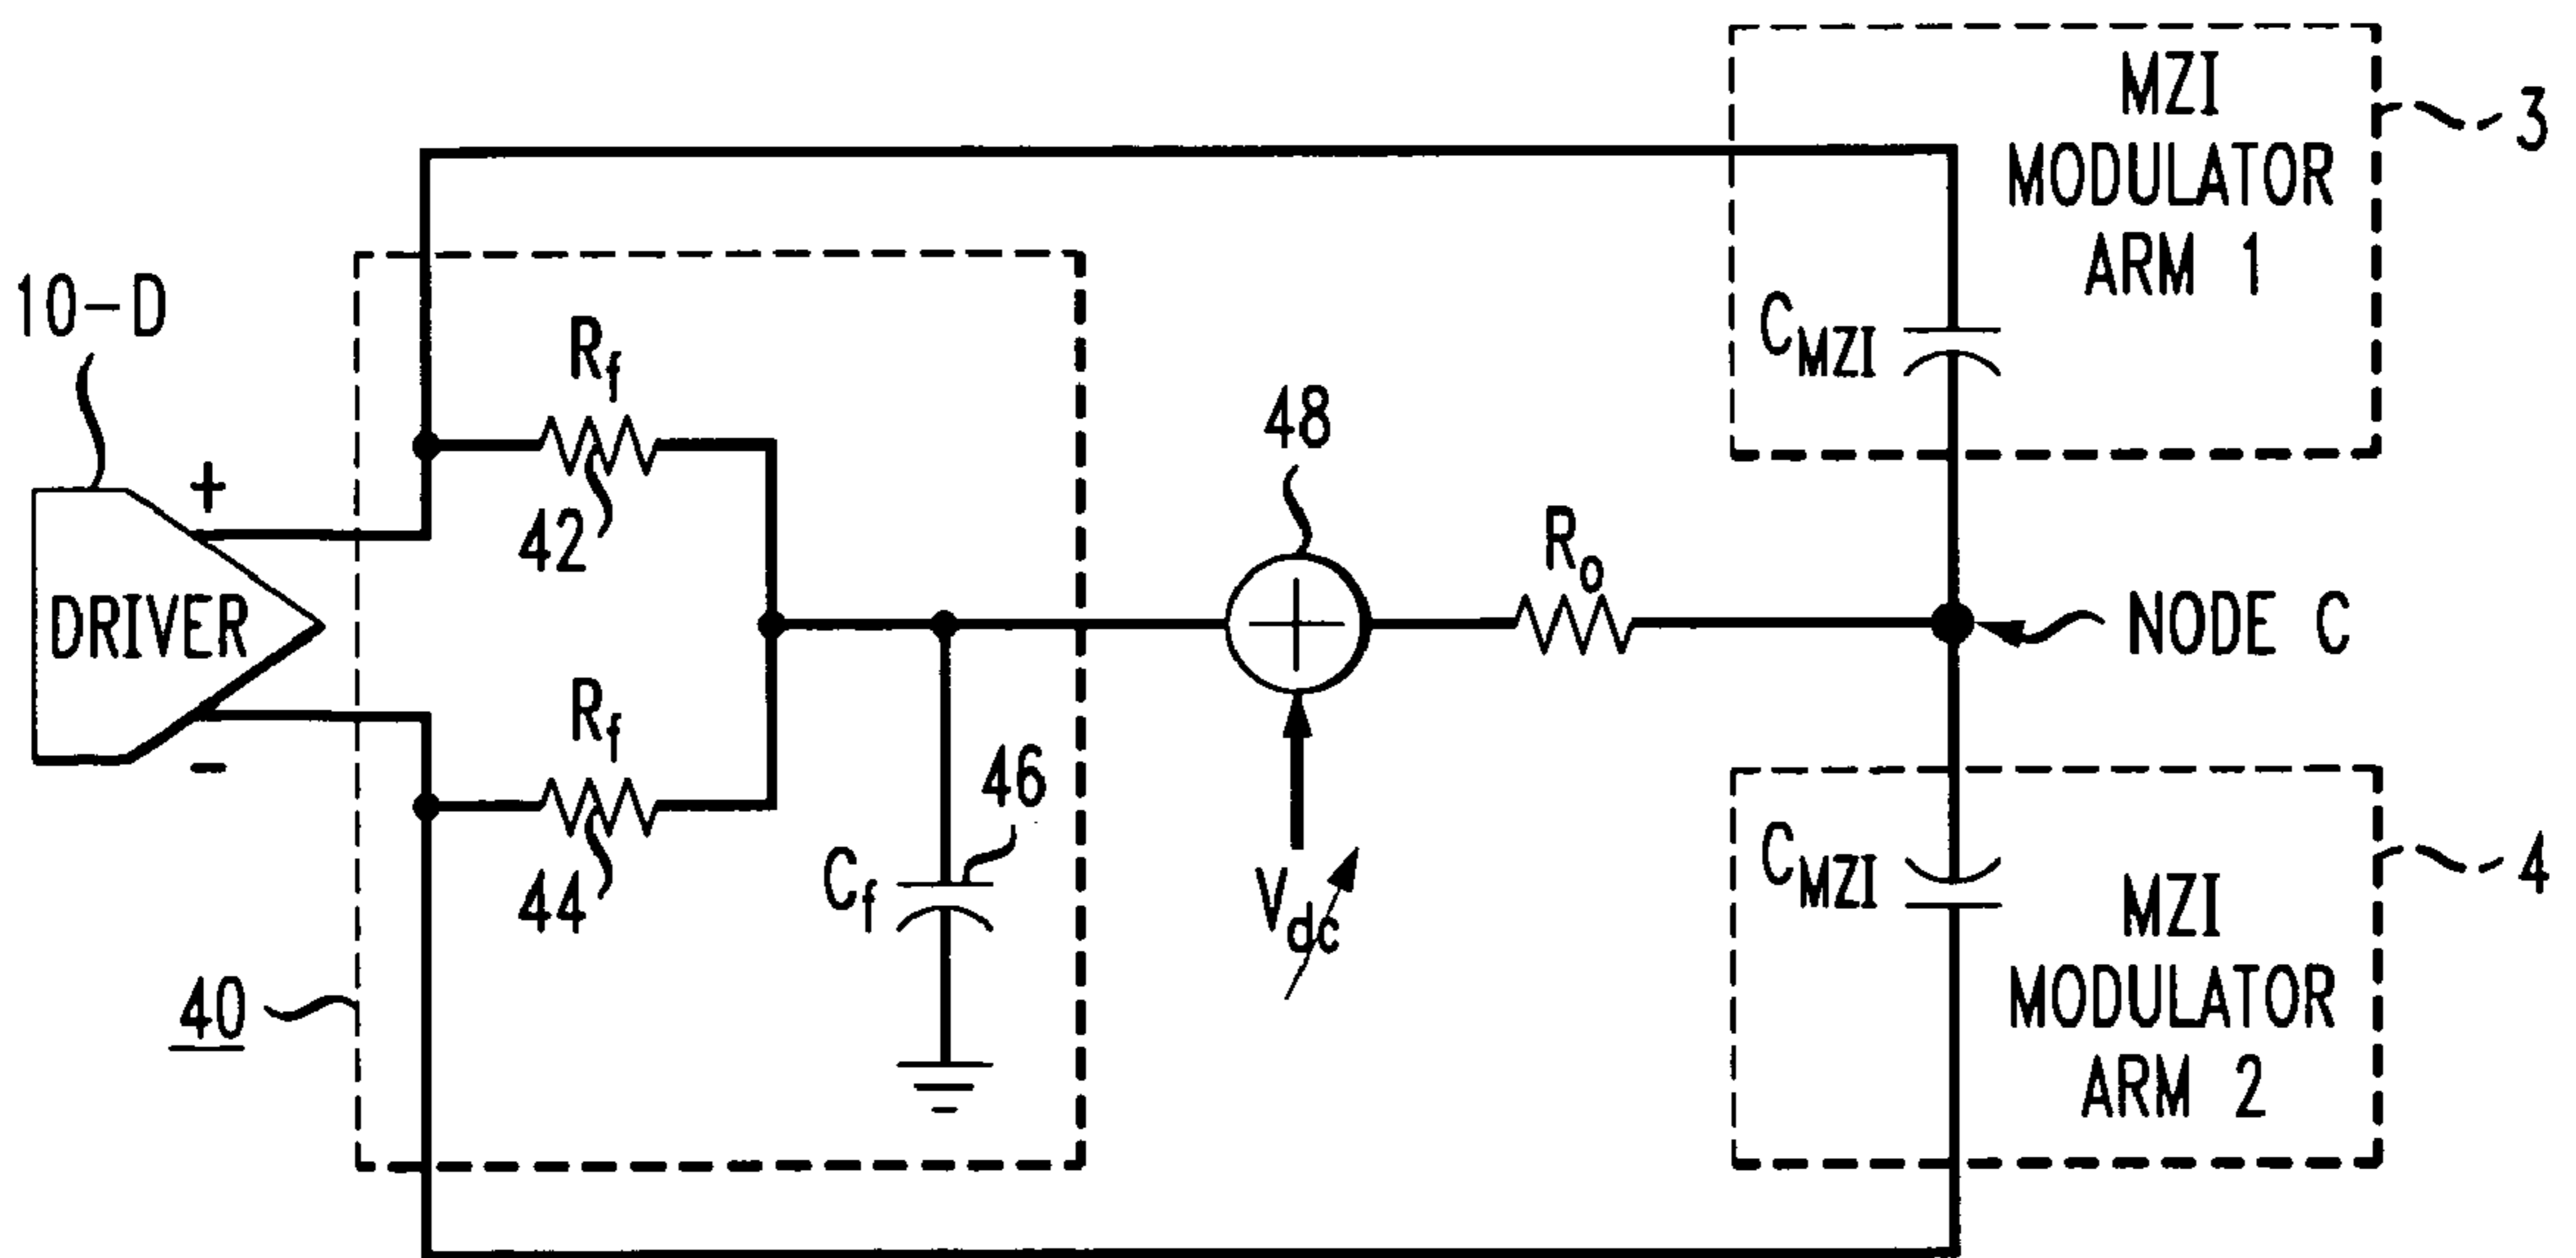 MZI
MODULATOR
ARM 1
3
C_MZI
10-D
R_f
42
+
DRIVER
-
48
R_o
NODE C
R_f
44
46
C_f
V_dc
40
C_MZI
MZI
MODULATOR
ARM 2
4